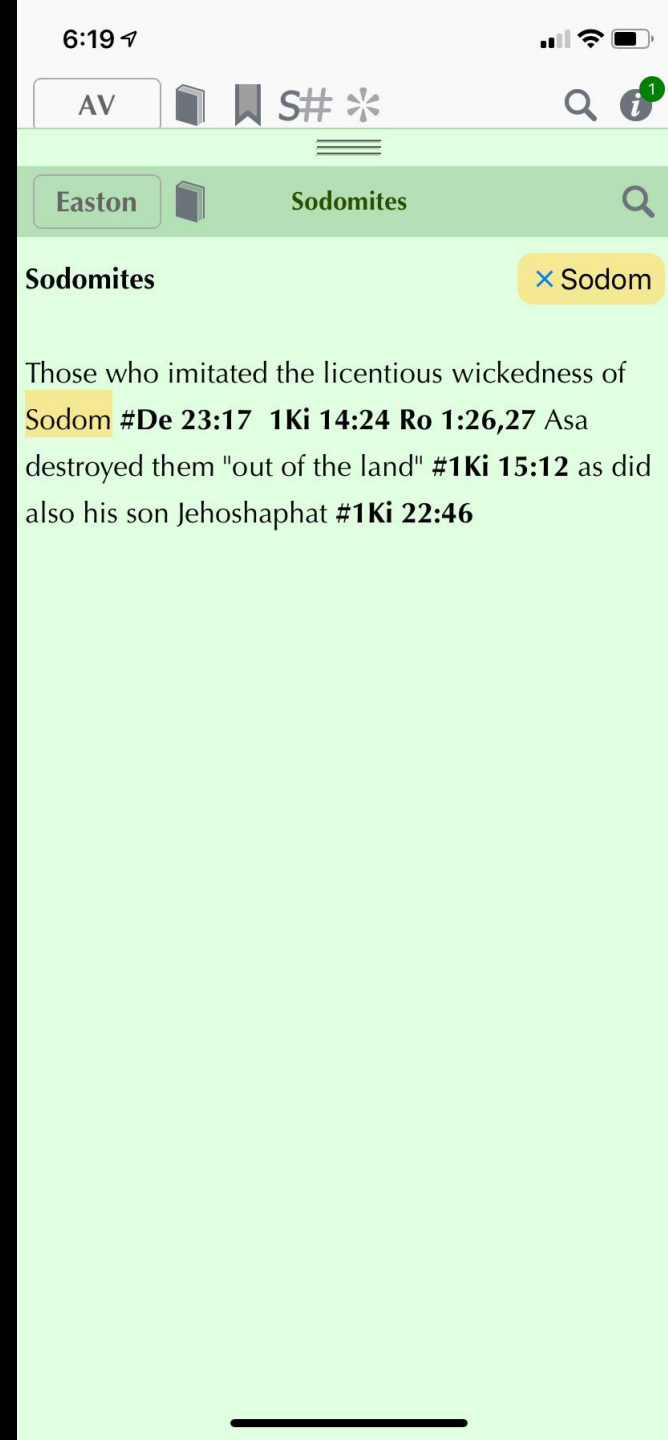 6:19
AV S#
1
Easton Sodomites
Sodomites × Sodom
Those who imitated the licentious wickedness of
Sodom #De 23:17 1Ki 14:24 Ro 1:26,27 Asa
destroyed them "out of the land" #1Ki 15:12 as did
also his son Jehoshaphat #1Ki 22:46